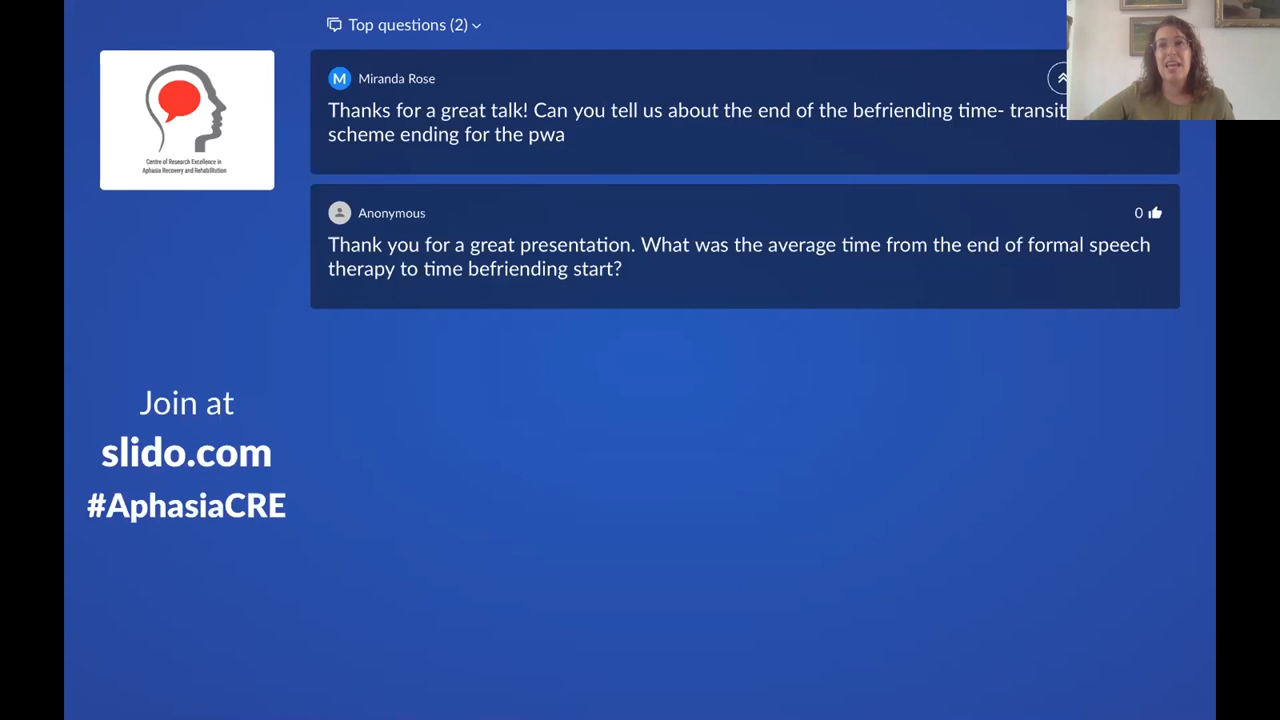 Top questions (2)
M Miranda Rose
Thanks for a great talk! Can you tell us about the end of the befriending time- transit
scheme ending for the pwa
Anonymous
0
Thank you for a great presentation. What was the average time from the end of formal speech
therapy to time befriending start?
Centre of Research Excellence in
Aphasia Recovery and Rehabilitation
Join at
slido.com
#AphasiaCRE